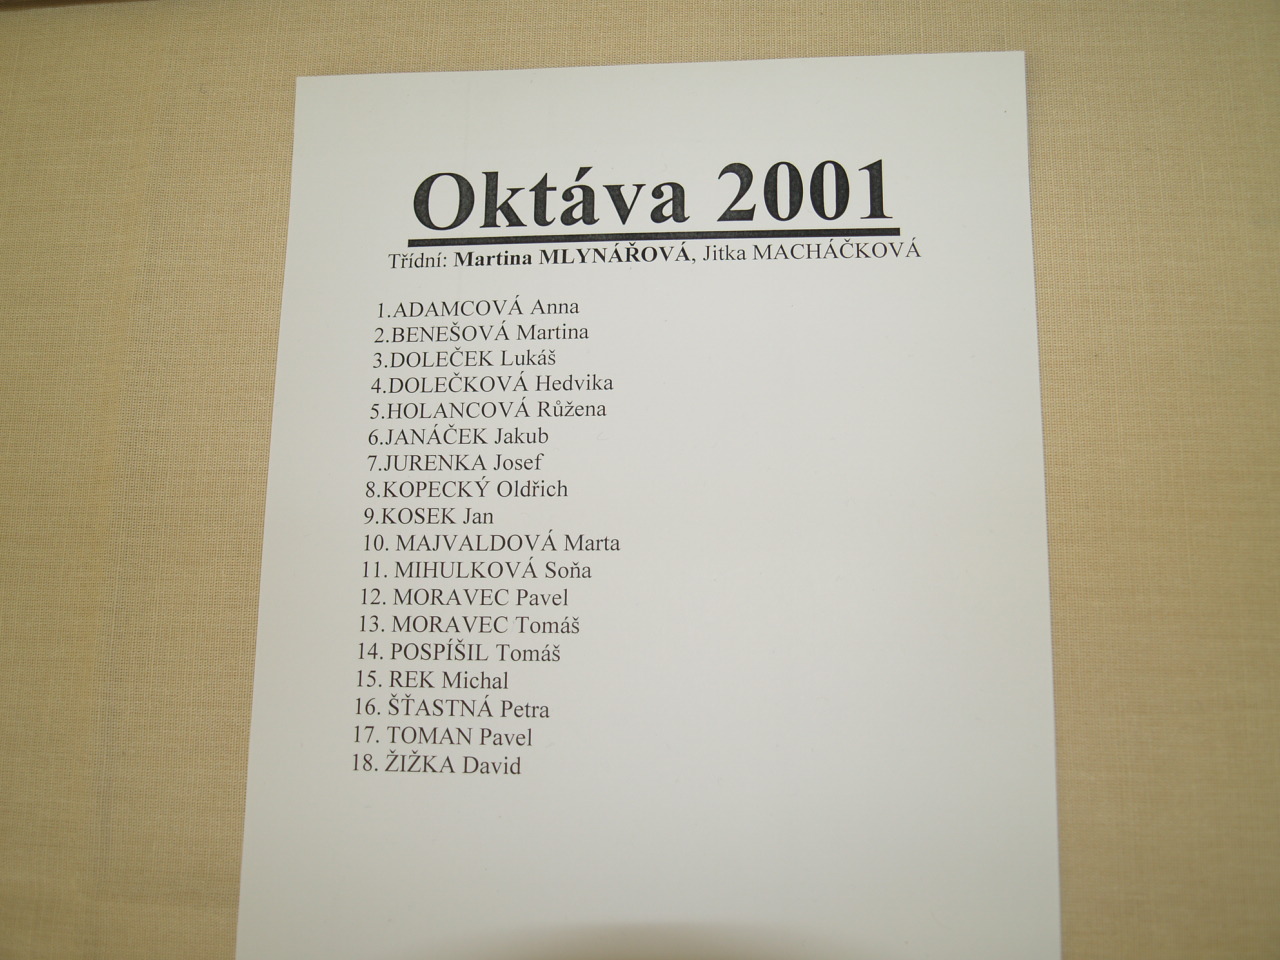 Oktáva 2001
Třídní: Martina MLYNÁŘOVÁ, Jitka MACHÁČKOVÁ
1.ADAMCOVÁ Anna
2.BENEŠOVÁ Martina
3.DOLEČEK Lukáš
4.DOLEČKOVÁ Hedvika
5.HOLANCOVÁ Růžena
6.JANÁČEK Jakub
7.JURENKA Josef
8.KOPECKÝ Oldřich
9.KOSEK Jan
10. MAJVALDOVÁ Marta
11. MIHULKOVÁ Soňa
12. MORAVEC Pavel
13. MORAVEC Tomáš
14. POSPÍŠIL Tomáš
15. REK Michal
16. ŠŤASTNÁ Petra
17. TOMAN Pavel
18. ŽIŽKA David